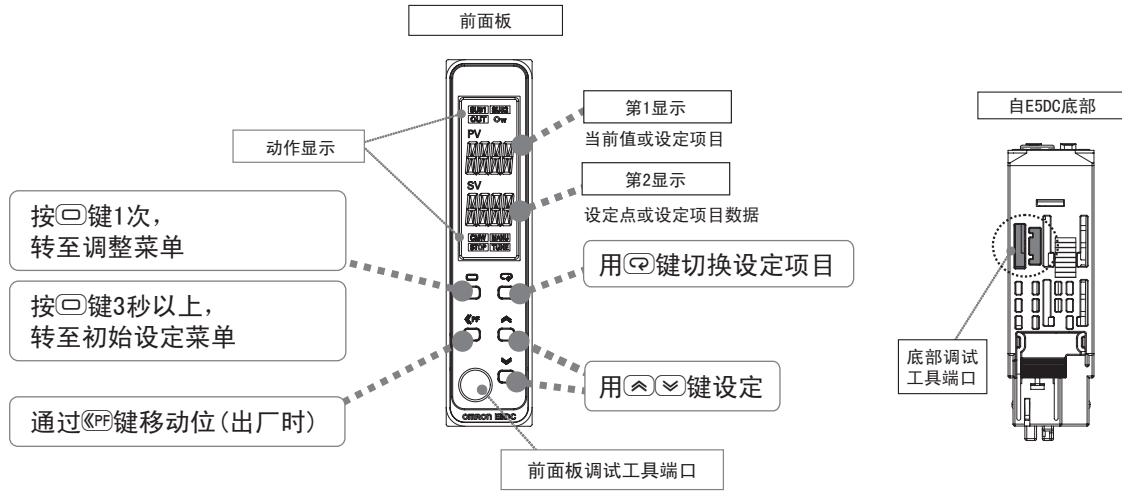 前面板
SUB1 SUB2
OUT
PV
第1显示
当前值或设定项目
动作显示
SV
第2显示
设定点或设定项目数据
CMW MANU
STOP TUNE
按键1次，
转至调整菜单
用键切换设定项目
按键3秒以上，
转至初始设定菜单
PF
用键设定
通过PF键移动位(出厂时)
omron E5DC
前面板调试工具端口
自E5DC底部
底部调试
工具端口